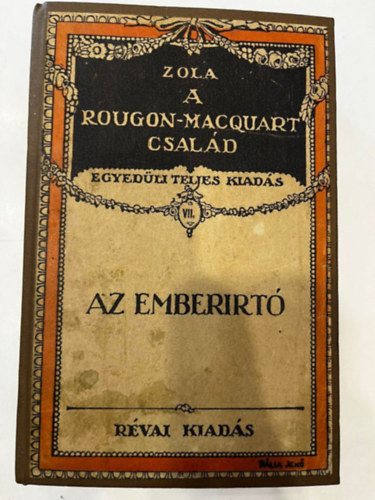 ZOLA
A
ROUGON-MACQUART
CSALÁD
EGYEDÜLI TELJES KIADÁS
VII.
AZ EMBERIRTÓ
RÉVAI KIADÁS